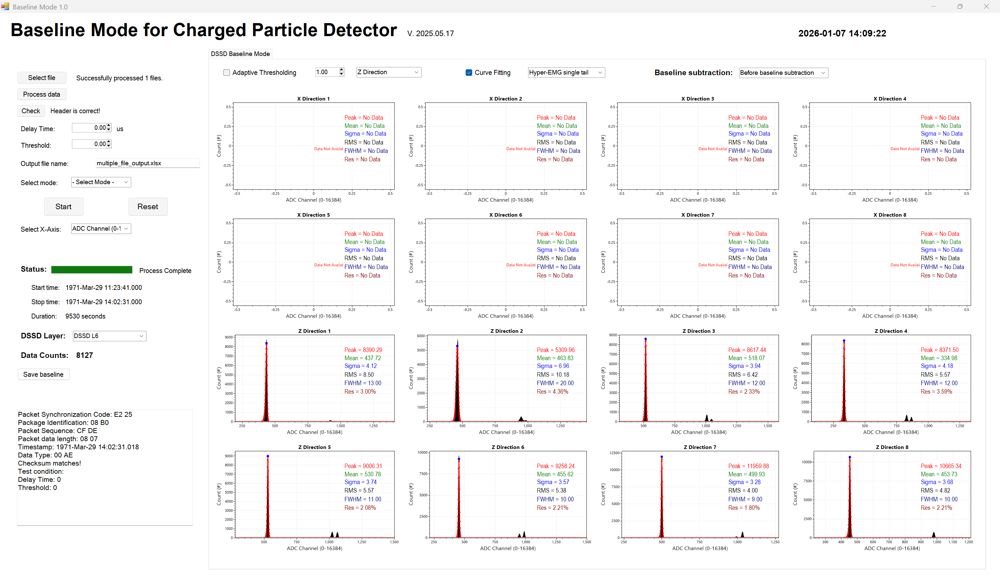 Baseline Mode 1.0
Baseline Mode for Charged Particle Detector V. 2025.05.17
2026-01-07 14:09:22
Select file Successfully processed 1 files.
Process data
Check Header is correct!
Delay Time: 0.00 us
Threshold: 0.00
Output file name: multiple_file_output.xlsx
Select mode: - Select Mode -
Start Reset
Select X-Axis: ADC Channel (0-1
Status: Process Complete
Start time: 1971-Mar-29 11:23:41.000
Stop time: 1971-Mar-29 14:02:31.000
Duration: 9530 seconds
DSSD Layer: DSSD L6
Data Counts: 8127
Save baseline
Packet Synchronization Code: E2 25
Package Identification: 08 B0
Packet Sequence: CF DE
Packet data length: 08 07
Timestamp: 1971-Mar-29 14:02:31.018
Data Type: 00 AE
Checksum matches!
Test condition:
Delay Time: 0
Threshold: 0
DSSD Baseline Mode
Adaptive Thresholding 1.00 Z Direction Curve Fitting Hyper-EMG single tail Baseline subtraction: Before baseline subtraction
X Direction 1
Count (#)
0.5
0.25
0
-0.25
-0.5
Data Not Availab
Peak = No Data
Mean = No Data
Sigma = No Data
RMS = No Data
FWHM = No Data
Res = No Data
-0.5 -0.25 0 0.25 0.5
ADC Channel (0-16384)
X Direction 2
Count (#)
0.5
0.25
0
-0.25
-0.5
Data Not Availab
Peak = No Data
Mean = No Data
Sigma = No Data
RMS = No Data
FWHM = No Data
Res = No Data
-0.5 -0.25 0 0.25 0.5
ADC Channel (0-16384)
X Direction 3
Count (#)
0.5
0.25
0
-0.25
-0.5
Data Not Availal
Peak = No Data
Mean = No Data
Sigma = No Data
RMS = No Data
FWHM = No Data
Res = No Data
-0.5 -0.25 0 0.25 0.5
ADC Channel (0-16384)
X Direction 4
Count (#)
0.5
0.25
0
-0.25
-0.5
Data Not Availal
Peak = No Data
Mean = No Data
Sigma = No Data
RMS = No Data
FWHM = No Data
Res = No Data
-0.5 -0.25 0 0.25 0.5
ADC Channel (0-16384)
X Direction 5
Count (#)
0.5
0.25
0
-0.25
-0.5
Data Not Availab
Peak = No Data
Mean = No Data
Sigma = No Data
RMS = No Data
FWHM = No Data
Res = No Data
-0.5 -0.25 0 0.25 0.5
ADC Channel (0-16384)
X Direction 6
Count (#)
0.5
0.25
0
-0.25
-0.5
Data Not Availab
Peak = No Data
Mean = No Data
Sigma = No Data
RMS = No Data
FWHM = No Data
Res = No Data
-0.5 -0.25 0 0.25 0.5
ADC Channel (0-16384)
X Direction 7
Count (#)
0.5
0.25
0
-0.25
-0.5
Data Not Availal
Peak = No Data
Mean = No Data
Sigma = No Data
RMS = No Data
FWHM = No Data
Res = No Data
-0.5 -0.25 0 0.25 0.5
ADC Channel (0-16384)
X Direction 8
Count (#)
0.5
0.25
0
-0.25
-0.5
Data Not Availal
Peak = No Data
Mean = No Data
Sigma = No Data
RMS = No Data
FWHM = No Data
Res = No Data
-0.5 -0.25 0 0.25 0.5
ADC Channel (0-16384)
Z Direction 1
Count (#)
9000
8000
7000
6000
5000
4000
3000
2000
1000
0
Peak = 8390.29
Mean = 437.72
Sigma = 4.12
RMS = 8.50
FWHM = 13.00
Res = 3.00%
250 500 750 1,000 1,250
ADC Channel (0-16384)
Z Direction 2
Count (#)
6000
5000
4000
3000
2000
1000
0
Peak = 5309.96
Mean = 463.83
Sigma = 6.96
RMS = 10.18
FWHM = 20.00
Res = 4.36%
250 500 750 1,000 1,250
ADC Channel (0-16384)
Z Direction 3
Count (#)
9000
8000
7000
6000
5000
4000
3000
2000
1000
0
Peak = 8617.44
Mean = 518.07
Sigma = 3.94
RMS = 6.42
FWHM = 12.00
Res = 2.33%
500 750 1,000 1,250 1,500
ADC Channel (0-16384)
Z Direction 4
Count (#)
8000
7000
6000
5000
4000
3000
2000
1000
0
Peak = 8371.50
Mean = 334.98
Sigma = 4.18
RMS = 5.57
FWHM = 12.00
Res = 3.59%
250 500 750 1,000 1,250
ADC Channel (0-16384)
Z Direction 5
Count (#)
9000
8000
7000
6000
5000
4000
3000
2000
1000
0
Peak = 9006.31
Mean = 530.78
Sigma = 3.74
RMS = 5.57
FWHM = 11.00
Res = 2.08%
500 750 1,000 1,250 1,500
ADC Channel (0-16384)
Z Direction 6
Count (#)
10000
7500
5000
2500
0
Peak = 9258.24
Mean = 455.62
Sigma = 3.57
RMS = 5.38
FWHM = 10.00
Res = 2.21%
250 500 750 1,000 1,250 1,500
ADC Channel (0-16384)
Z Direction 7
Count (#)
12500
10000
7500
5000
2500
0
Peak = 11959.88
Mean = 499.93
Sigma = 3.28
RMS = 4.00
FWHM = 9.00
Res = 1.80%
250 500 750 1,000 1,250
ADC Channel (0-16384)
Z Direction 8
Count (#)
10000
7500
5000
2500
0
Peak = 10665.34
Mean = 453.73
Sigma = 3.68
RMS = 4.82
FWHM = 10.00
Res = 2.21%
300 400 500 600 700 800 900 1,000 1,100 1,200
ADC Channel (0-16384)